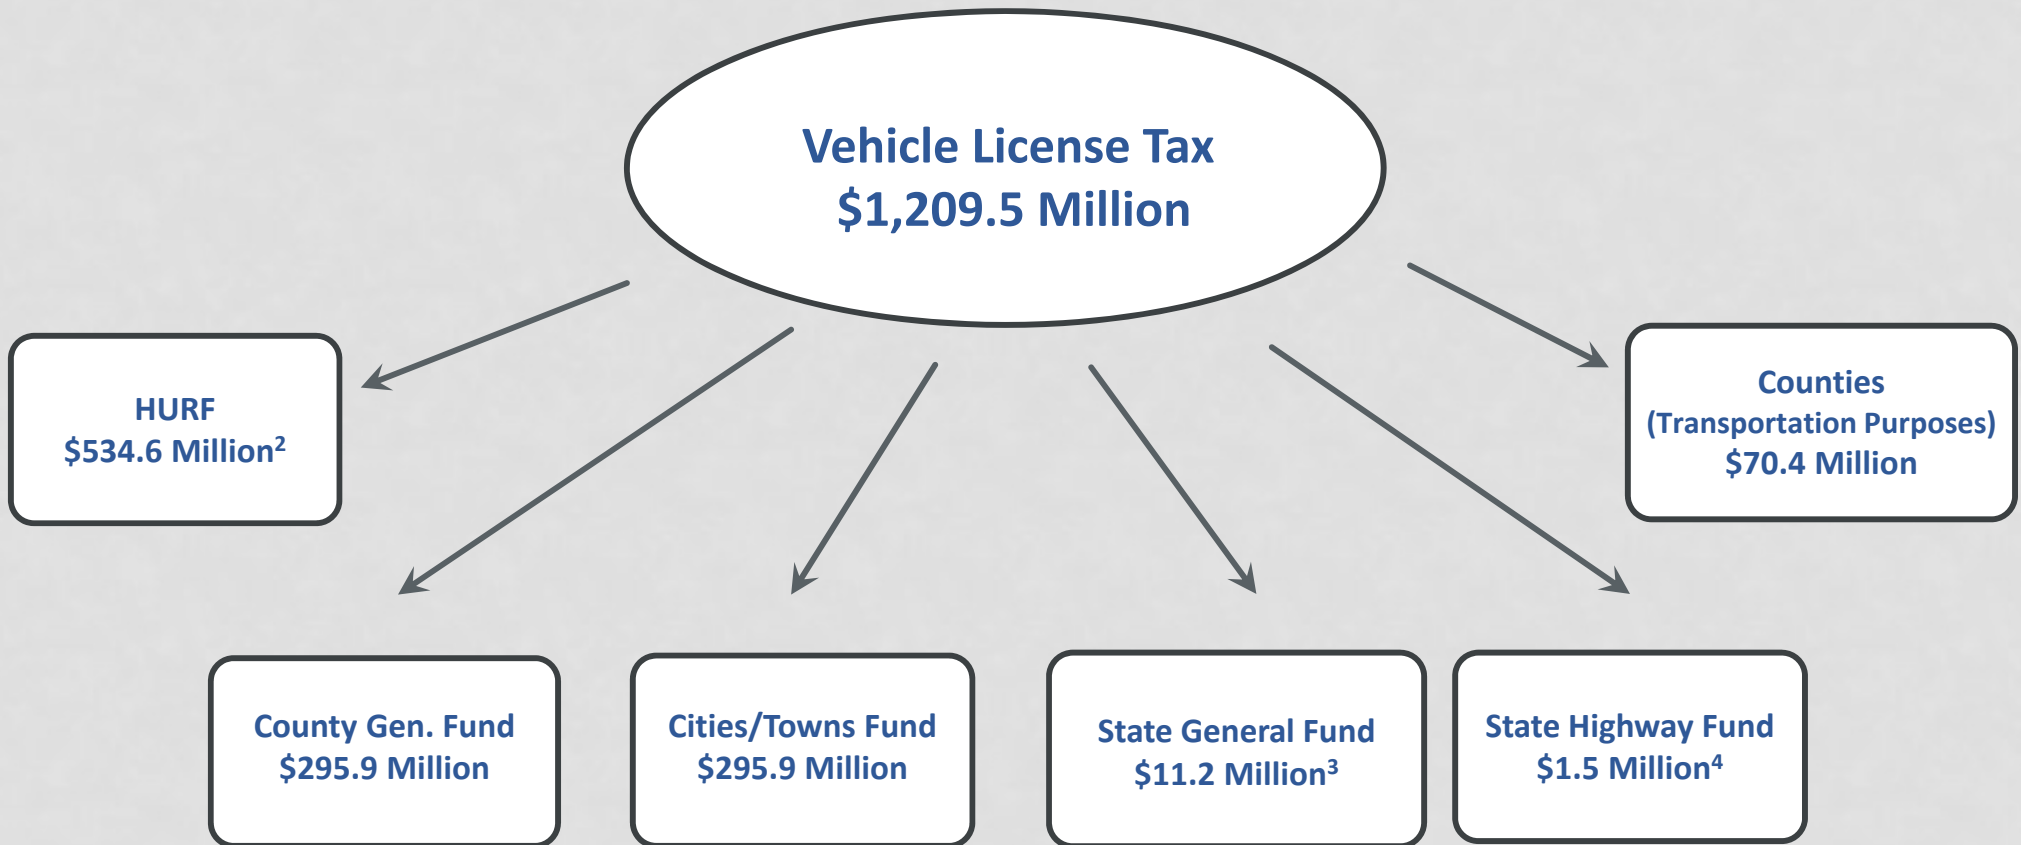 Vehicle License Tax
$1,209.5 Million
HURF
$534.6 Million²
Counties
(Transportation Purposes)
$70.4 Million
County Gen. Fund
$295.9 Million
Cities/Towns Fund
$295.9 Million
State General Fund
$11.2 Million³
State Highway Fund
$1.5 Million⁴